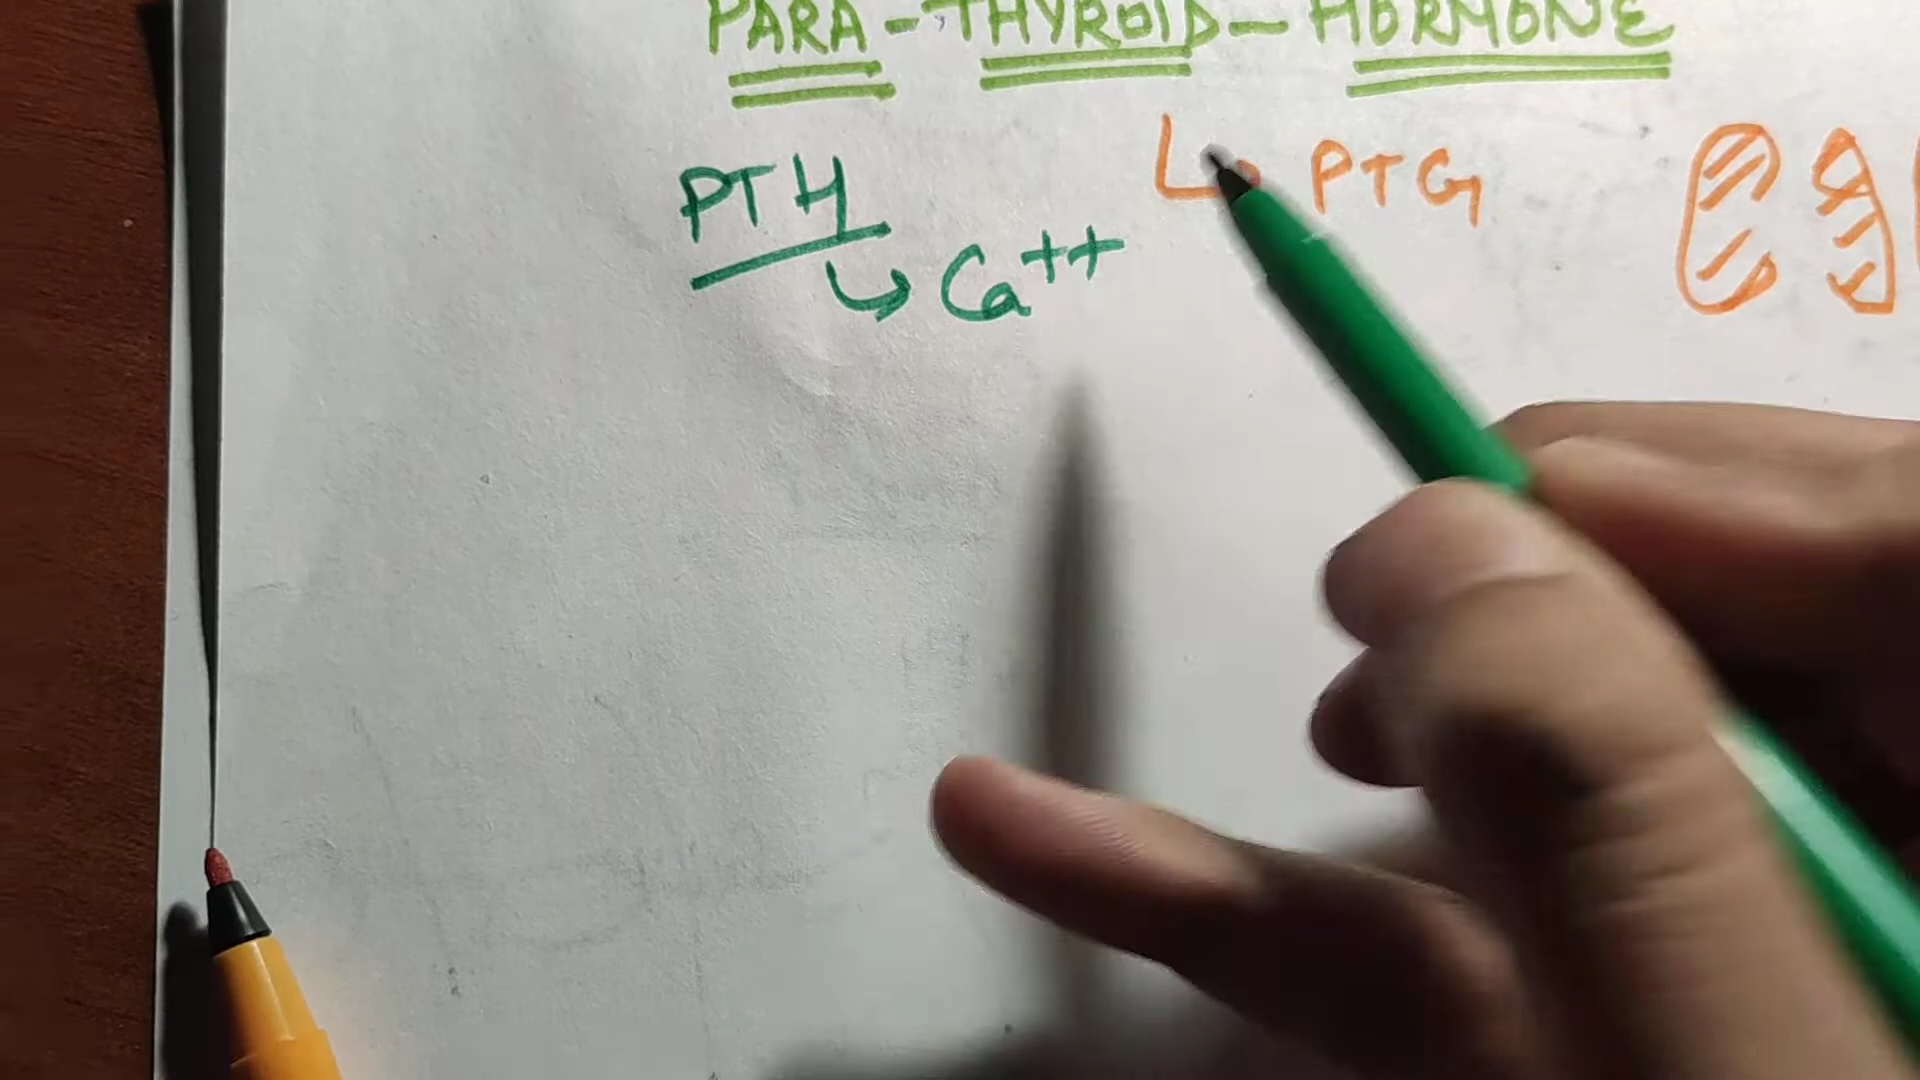 PARA-THYROID-HORMONE
PTH
↳ PTG
↳ Ca++